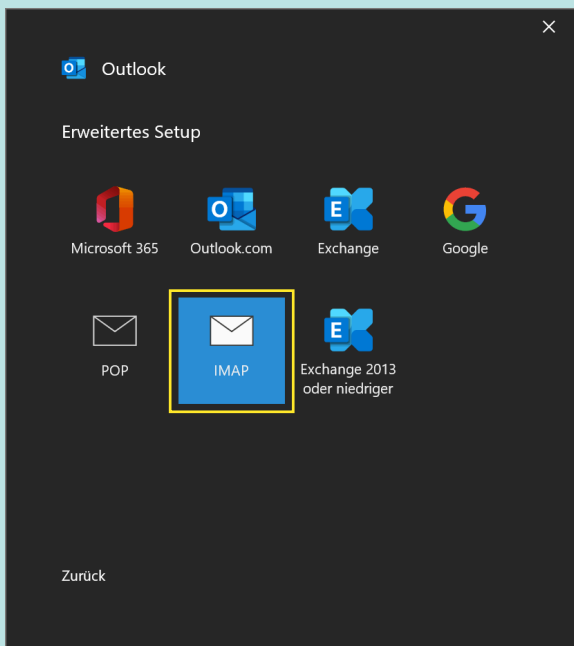 Outlook
Erweitertes Setup
Microsoft 365
Outlook.com
Exchange
Google
POP
IMAP
Exchange 2013
oder niedriger
Zurück